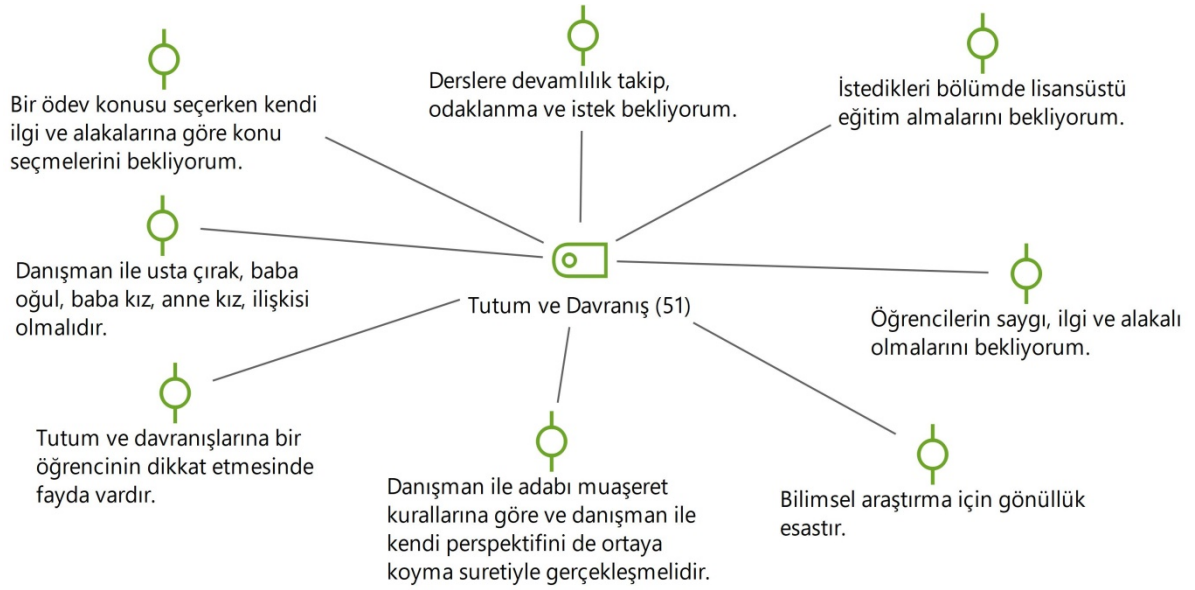 Bir ödev konusu seçerken kendi
ilgi ve alakalarına göre konu
seçmelerini bekliyorum.
Derslere devamlılık takip,
odaklanma ve istek bekliyorum.
İstedikleri bölümde lisansüstü
eğitim almalarını bekliyorum.
Danışman ile usta çırak, baba
oğul, baba kız, anne kız, ilişkisi
olmalıdır.
Tutum ve Davranış (51)
Öğrencilerin saygı, ilgi ve alakalı
olmalarını bekliyorum.
Tutum ve davranışlarına bir
öğrencinin dikkat etmesinde
fayda vardır.
Danışman ile adabı muaşeret
kurallarına göre ve danışman ile
kendi perspektifini de ortaya
koyma suretiyle gerçekleşmelidir.
Bilimsel araştırma için gönüllük
esastır.